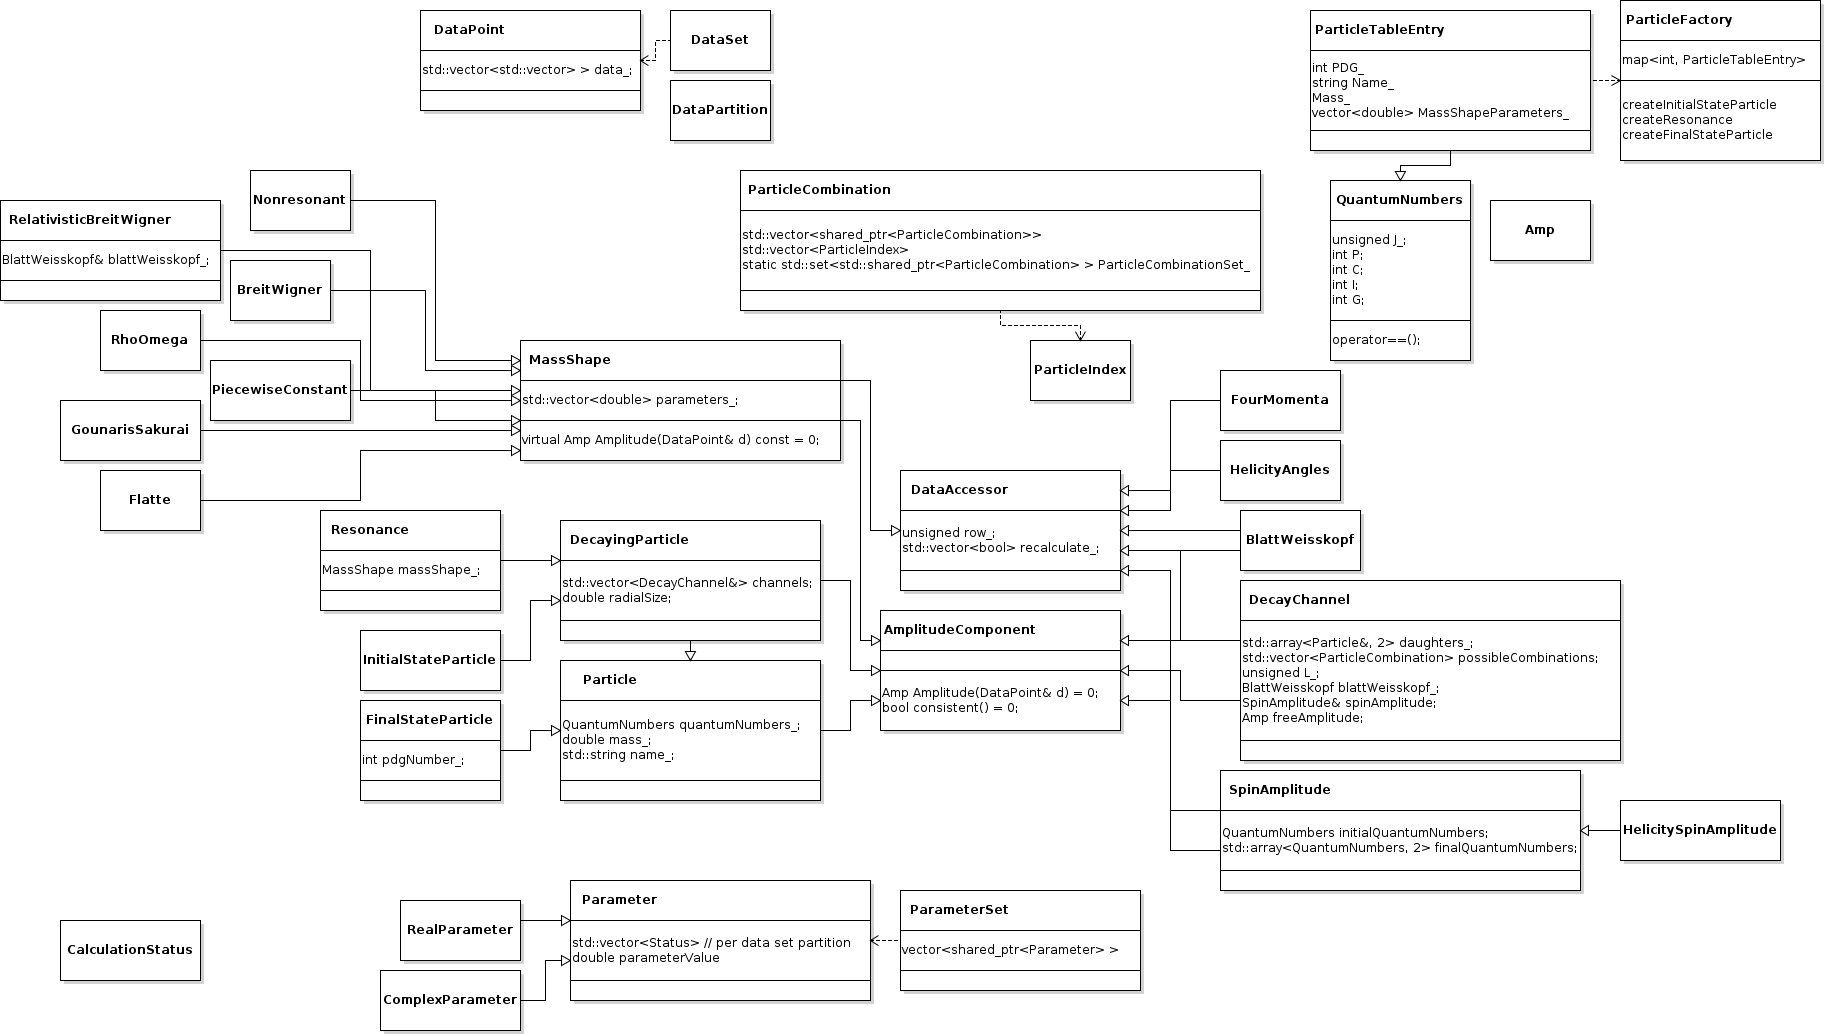 DataPoint
std::vector<std::vector> > data_;
DataSet
DataPartition
ParticleTableEntry
int PDG_
string Name_
Mass_
vector<double> MassShapeParameters_
ParticleFactory
map<int, ParticleTableEntry>
createInitialStateParticle
createResonance
createFinalStateParticle
Nonresonant
RelativisticBreitWigner
BlattWeisskopf& blattWeisskopf_;
BreitWigner
RhoOmega
PiecewiseConstant
GounarisSakurai
Flatte
ParticleCombination
std::vector<shared_ptr<ParticleCombination>>
std::vector<ParticleIndex>
static std::set<std::shared_ptr<ParticleCombination> > ParticleCombinationSet_
QuantumNumbers
unsigned J_;
int P;
int C;
int I;
int G;
operator==();
Amp
MassShape
std::vector<double> parameters_;
virtual Amp Amplitude(DataPoint& d) const = 0;
ParticleIndex
FourMomenta
HelicityAngles
DataAccessor
unsigned row_;
std::vector<bool> recalculate_;
BlattWeisskopf
Resonance
MassShape massShape_;
DecayingParticle
std::vector<DecayChannel&> channels;
double radialSize;
InitialStateParticle
AmplitudeComponent
Amp Amplitude(DataPoint& d) = 0;
bool consistent() = 0;
DecayChannel
std::array<Particle&, 2> daughters_;
std::vector<ParticleCombination> possibleCombinations;
unsigned L_;
BlattWeisskopf blattWeisskopf_;
SpinAmplitude& spinAmplitude;
Amp freeAmplitude;
Particle
QuantumNumbers quantumNumbers_;
double mass_;
std::string name_;
FinalStateParticle
int pdgNumber_;
SpinAmplitude
QuantumNumbers initialQuantumNumbers;
std::array<QuantumNumbers, 2> finalQuantumNumbers;
HelicitySpinAmplitude
CalculationStatus
RealParameter
ComplexParameter
Parameter
std::vector<Status> // per data set partition
double parameterValue
ParameterSet
vector<shared_ptr<Parameter> >